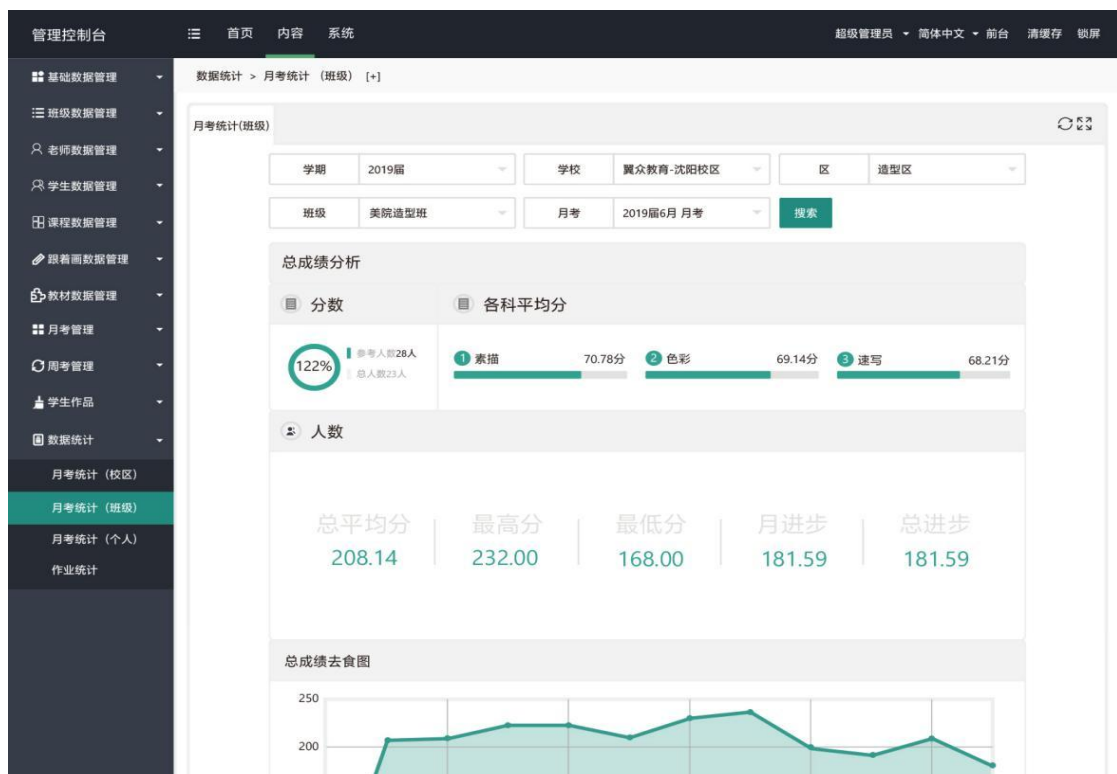 管理控制台 首页 内容 系统 超级管理员 简体中文 前台 清缓存 锁屏
基础数据管理
班级数据管理
老师数据管理
学生数据管理
课程数据管理
跟着画数据管理
教材数据管理
月考管理
周考管理
学生作品
数据统计
月考统计（校区）
月考统计（班级）
月考统计（个人）
作业统计
数据统计 > 月考统计 （班级） [+]
月考统计(班级)
学期 2019届 学校 翼众教育-沈阳校区 区 造型区
班级 美院造型班 月考 2019届6月 月考 搜索
总成绩分析
分数 各科平均分
122% 参考人数28人
总人数23人
1 素描 70.78分 2 色彩 69.14分 3 速写 68.21分
人数
总平均分 最高分 最低分 月进步 总进步
208.14 232.00 168.00 181.59 181.59
总成绩去食图
250
200